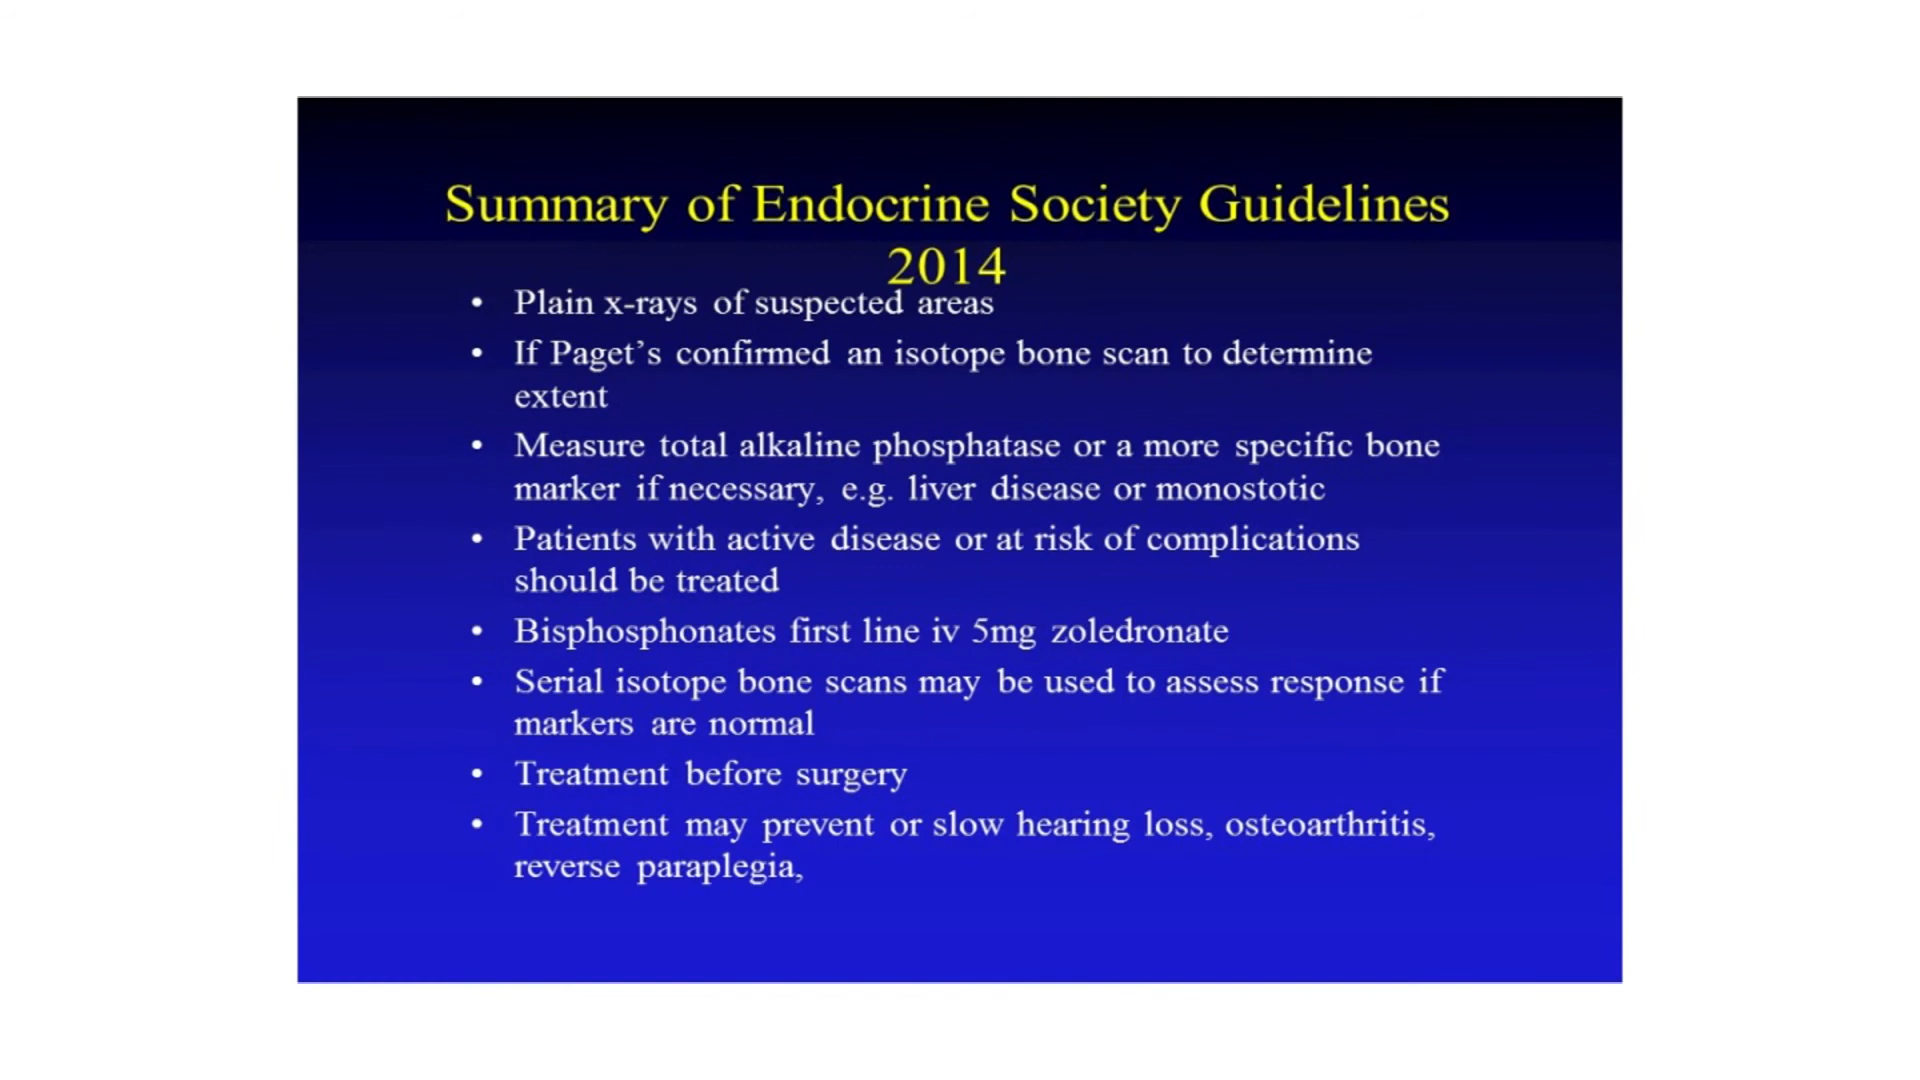 Summary of Endocrine Society Guidelines
2014
• Plain x-rays of suspected areas
• If Paget’s confirmed an isotope bone scan to determine
extent
• Measure total alkaline phosphatase or a more specific bone
marker if necessary, e.g. liver disease or monostotic
• Patients with active disease or at risk of complications
should be treated
• Bisphosphonates first line iv 5mg zoledronate
• Serial isotope bone scans may be used to assess response if
markers are normal
• Treatment before surgery
• Treatment may prevent or slow hearing loss, osteoarthritis,
reverse paraplegia,